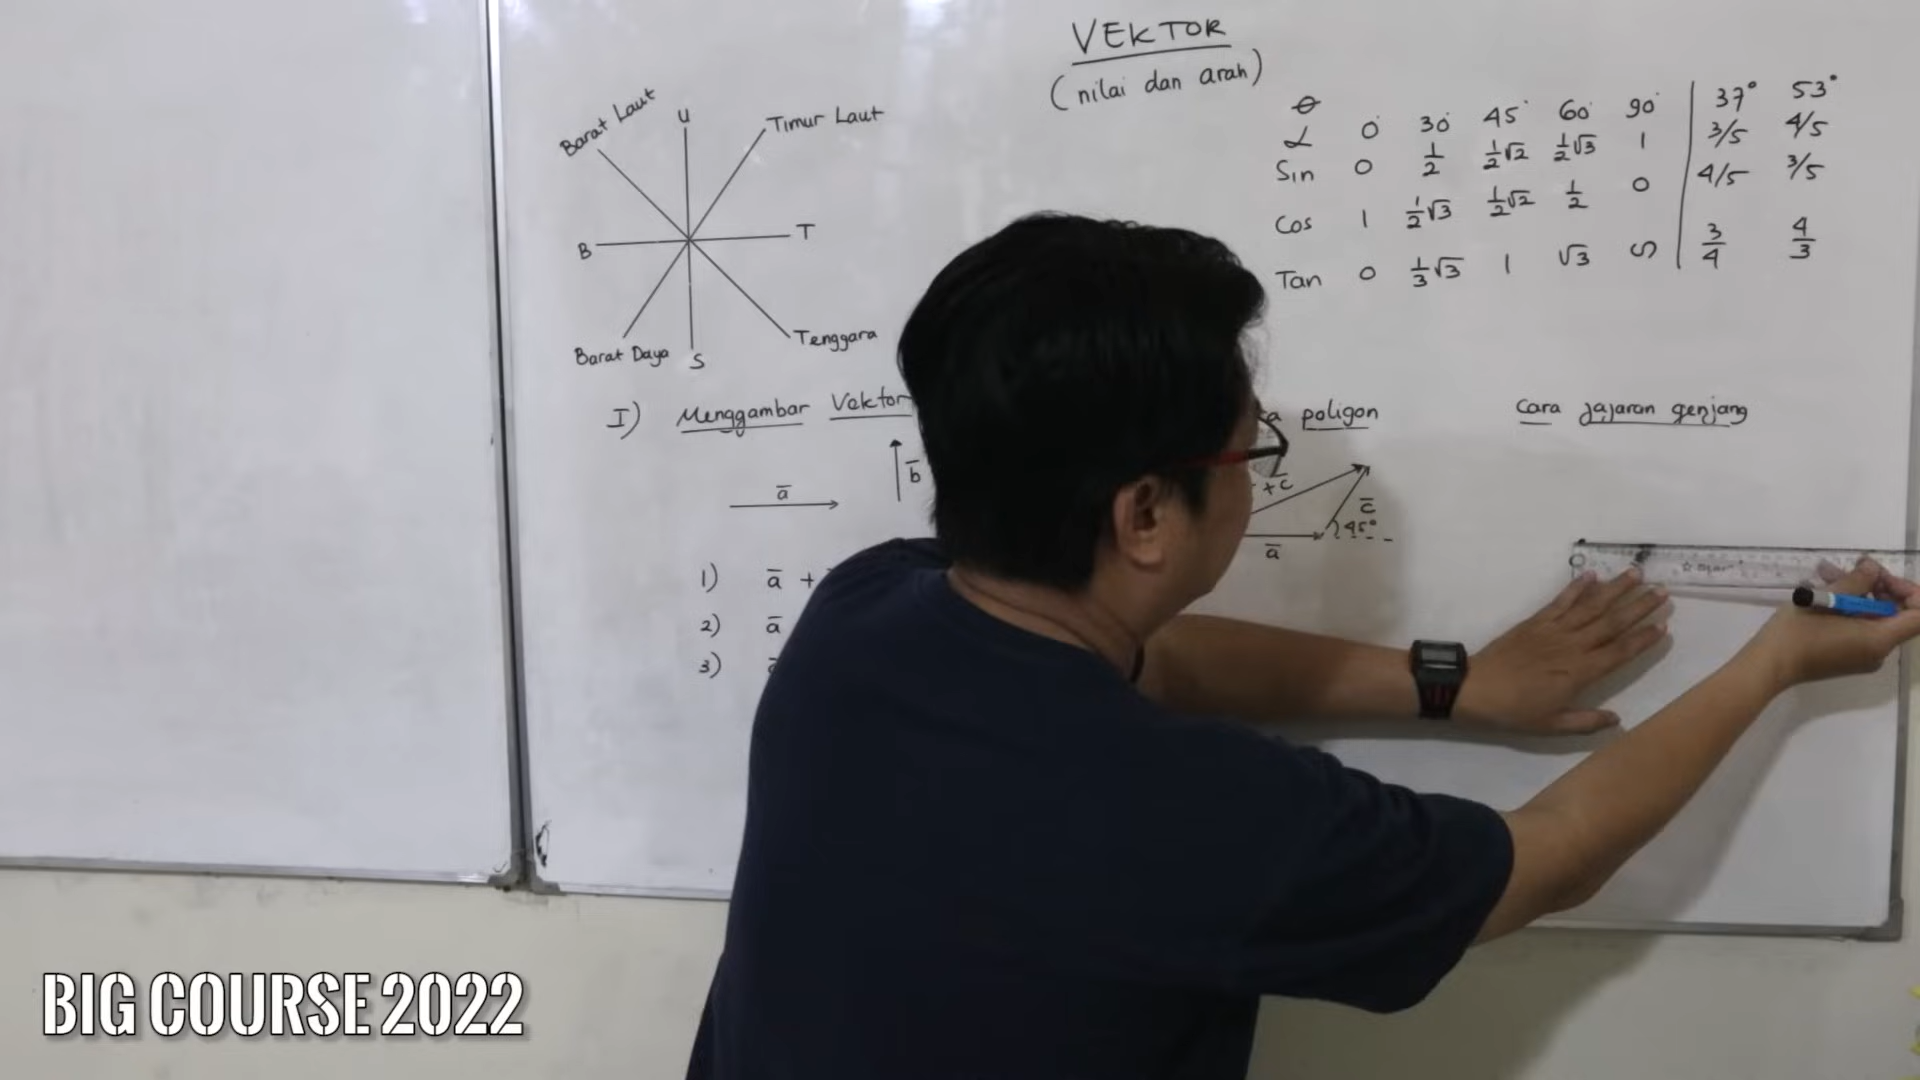 VEKTOR
(nilai dan arah)
Barat Laut
U
Timur Laut
B
T
Barat Daya
S
Tenggara
θ
α 0° 30° 45° 60° 90° 37° 53°
Sin 0 1/2 1/2√2 1/2√3 1 3/5 4/5
Cos 1 1/2√3 1/2√2 1/2 0 4/5 3/5
Tan 0 1/3√3 1 √3 ∽ 3/4 4/3
I) Menggambar Vektor
poligon
Cara jajaran genjang
a̅
b̅
+c̅
c̅
45°
a̅
1) a̅ +
2) a̅
3)
BIG COURSE 2022